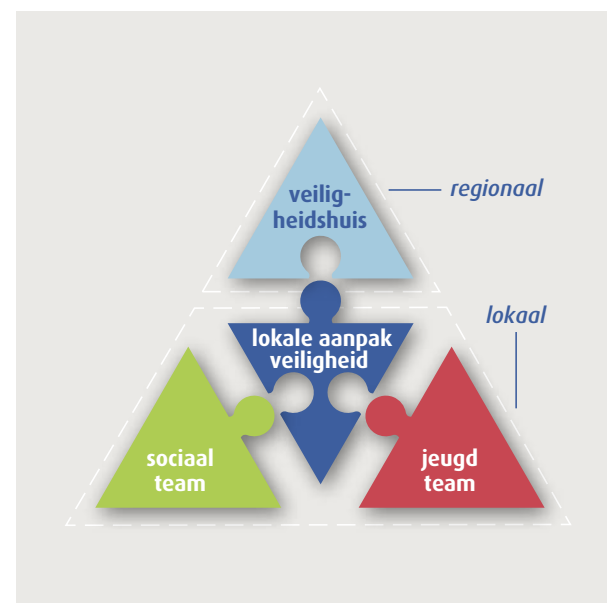 veilig-
heidshuis
regionaal
lokaal
lokale aanpak
veiligheid
sociaal
team
jeugd
team